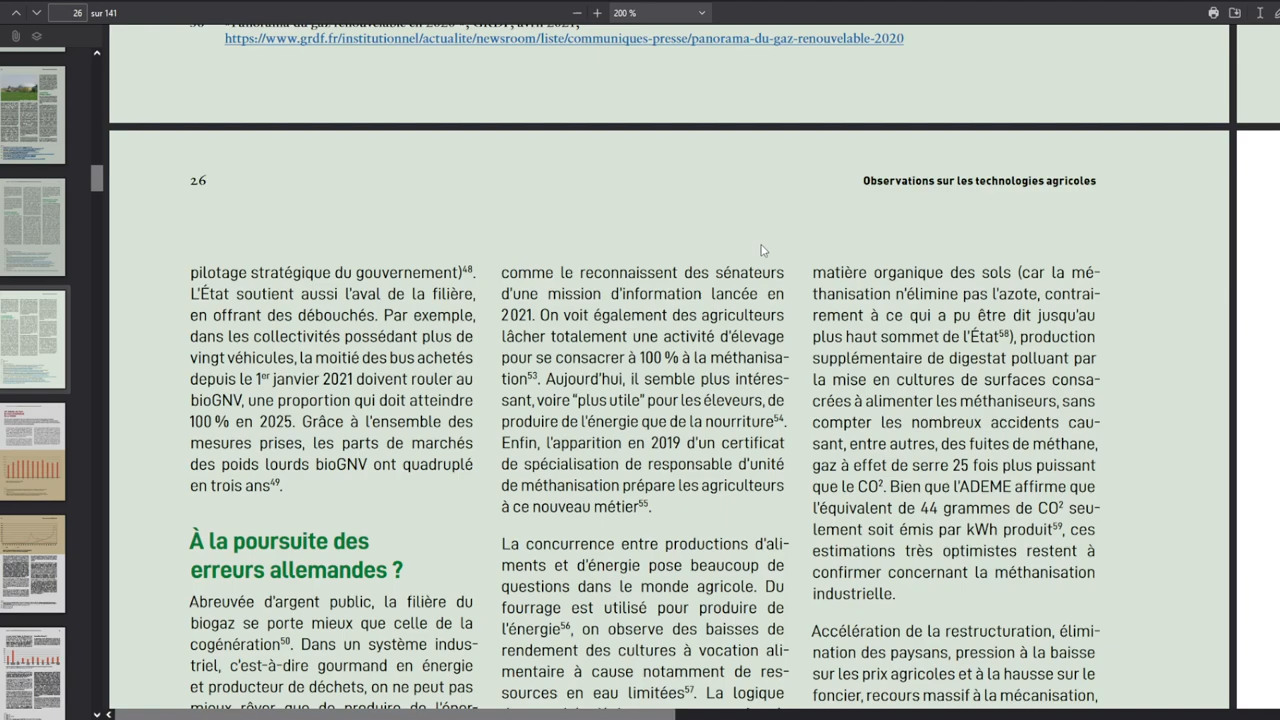 26 sur 141
200 %
https://www.grdf.fr/institutionnel/actualite/newsroom/liste/communiques-presse/panorama-du-gaz-renouvelable-2020
26
Observations sur les technologies agricoles
pilotage stratégique du gouvernement)48.
L'État soutient aussi l'aval de la filière,
en offrant des débouchés. Par exemple,
dans les collectivités possédant plus de
vingt véhicules, la moitié des bus achetés
depuis le 1er janvier 2021 doivent rouler au
bioGNV, une proportion qui doit atteindre
100 % en 2025. Grâce à l'ensemble des
mesures prises, les parts de marchés
des poids lourds bioGNV ont quadruplé
en trois ans49.
À la poursuite des
erreurs allemandes ?
Abreuvée d'argent public, la filière du
biogaz se porte mieux que celle de la
cogénération50. Dans un système indus-
triel, c'est-à-dire gourmand en énergie
et producteur de déchets, on ne peut pas
mieux rêver que de produire de l'éner-
comme le reconnaissent des sénateurs
d'une mission d'information lancée en
2021. On voit également des agriculteurs
lâcher totalement une activité d'élevage
pour se consacrer à 100 % à la méthanisa-
tion53. Aujourd'hui, il semble plus intéres-
sant, voire "plus utile" pour les éleveurs, de
produire de l'énergie que de la nourriture54.
Enfin, l'apparition en 2019 d'un certificat
de spécialisation de responsable d'unité
de méthanisation prépare les agriculteurs
à ce nouveau métier55.
La concurrence entre productions d'ali-
ments et d'énergie pose beaucoup de
questions dans le monde agricole. Du
fourrage est utilisé pour produire de
l'énergie56, on observe des baisses de
rendement des cultures à vocation ali-
mentaire à cause notamment de res-
sources en eau limitées57. La logique
matière organique des sols (car la mé-
thanisation n'élimine pas l'azote, contrai-
rement à ce qui a pu être dit jusqu'au
plus haut sommet de l'État58), production
supplémentaire de digestat polluant par
la mise en cultures de surfaces consa-
crées à alimenter les méthaniseurs, sans
compter les nombreux accidents cau-
sant, entre autres, des fuites de méthane,
gaz à effet de serre 25 fois plus puissant
que le CO². Bien que l'ADEME affirme que
l'équivalent de 44 grammes de CO² seu-
lement soit émis par kWh produit59, ces
estimations très optimistes restent à
confirmer concernant la méthanisation
industrielle.
Accélération de la restructuration, élimi-
nation des paysans, pression à la baisse
sur les prix agricoles et à la hausse sur le
foncier, recours massif à la mécanisation,